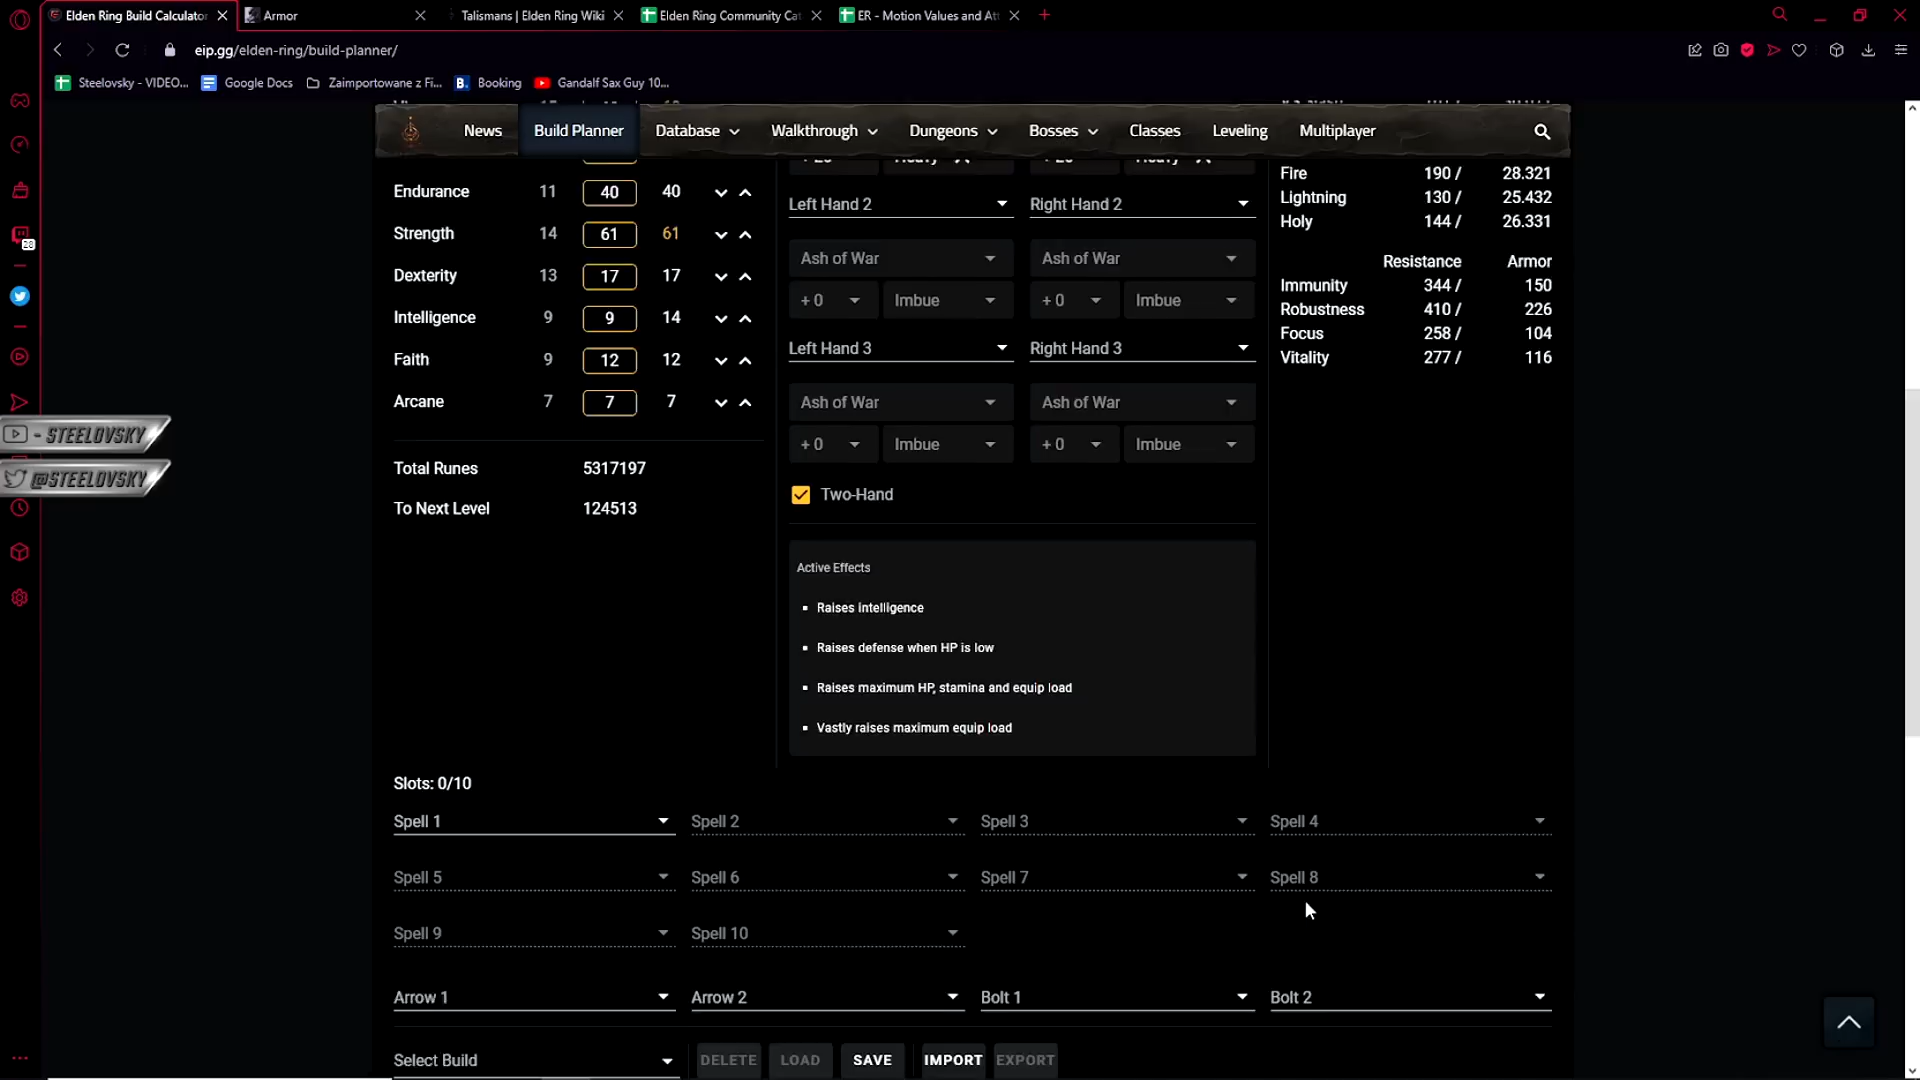 Elden Ring Build Calculator
Armor
Talismans | Elden Ring Wiki
Elden Ring Community Ca
ER - Motion Values and Att
eip.gg/elden-ring/build-planner/
Steelovsky - VIDEO...
Google Docs
Zaimportowane z Fi...
B. Booking
Gandalf Sax Guy 10...
News
Build Planner
Database
Walkthrough
Dungeons
Bosses
Classes
Leveling
Multiplayer
Endurance 11 40 40
Strength 14 61 61
Dexterity 13 17 17
Intelligence 9 9 14
Faith 9 12 12
Arcane 7 7 7
Total Runes 5317197
To Next Level 124513
Left Hand 2 Right Hand 2
Ash of War Ash of War
+ 0 Imbue + 0 Imbue
Left Hand 3 Right Hand 3
Ash of War Ash of War
+ 0 Imbue + 0 Imbue
Two-Hand
Active Effects
Raises intelligence
Raises defense when HP is low
Raises maximum HP, stamina and equip load
Vastly raises maximum equip load
Fire 190 / 28.321
Lightning 130 / 25.432
Holy 144 / 26.331
Resistance Armor
Immunity 344 / 150
Robustness 410 / 226
Focus 258 / 104
Vitality 277 / 116
28
- STEELOVSKY
@STEELOVSKY
Slots: 0/10
Spell 1 Spell 2 Spell 3 Spell 4
Spell 5 Spell 6 Spell 7 Spell 8
Spell 9 Spell 10
Arrow 1 Arrow 2 Bolt 1 Bolt 2
Select Build DELETE LOAD SAVE IMPORT EXPORT